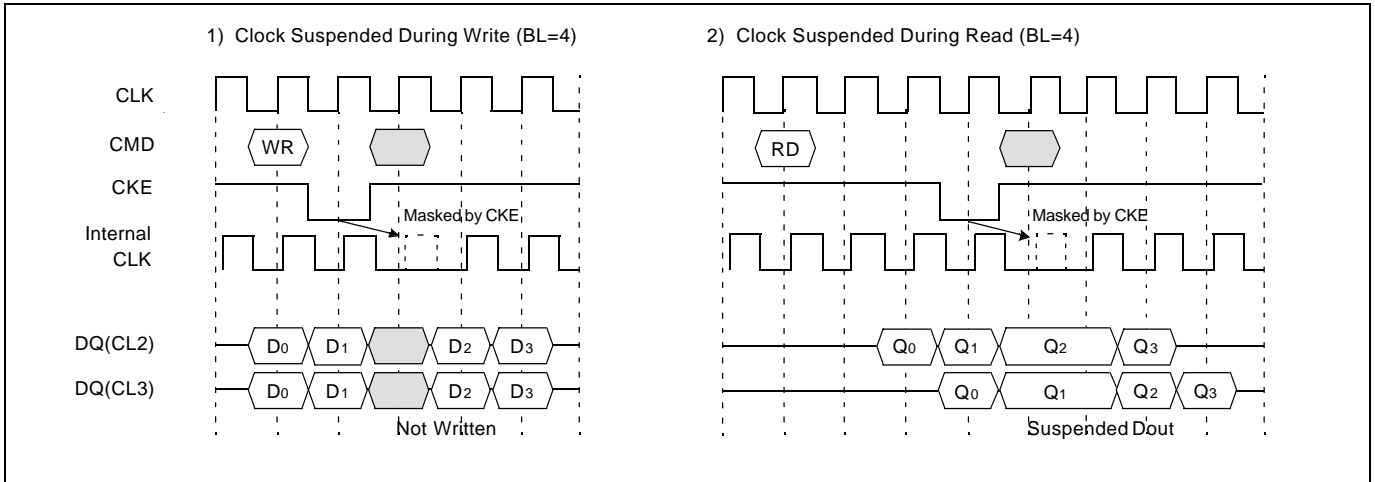 1) Clock Suspended During Write (BL=4) 2) Clock Suspended During Read (BL=4)
CLK
CMD WR RD
CKE
Masked by CKE Masked by CKE
Internal
CLK
DQ(CL2) D0 D1 D2 D3 Q0 Q1 Q2 Q3
DQ(CL3) D0 D1 D2 D3 Q0 Q1 Q2 Q3
Not Written Suspended Dout